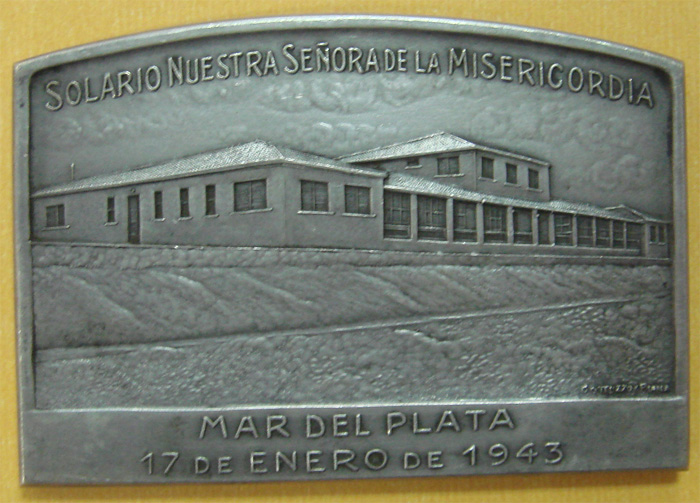 SOLARIO NUESTRA SEÑORA DE LA MISERICORDIA
MAR DEL PLATA
17 DE ENERO DE 1943